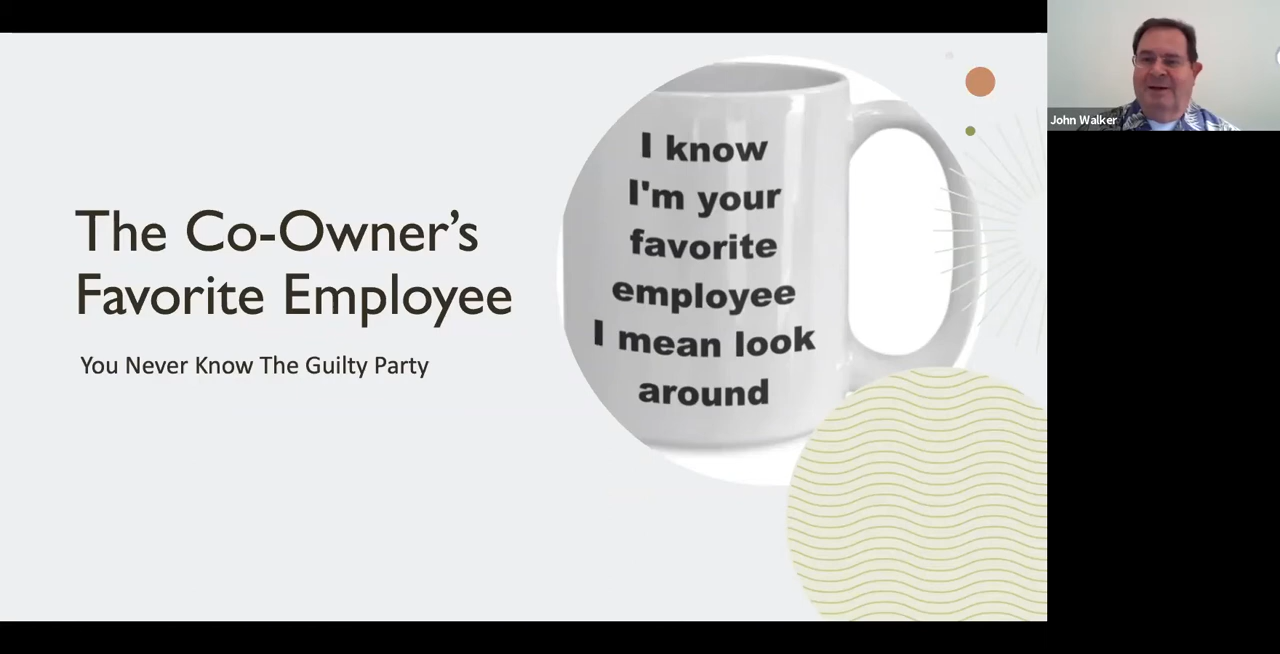 The Co-Owner’s
Favorite Employee
You Never Know The Guilty Party
I know
I'm your
favorite
employee
I mean look
around
John Walker